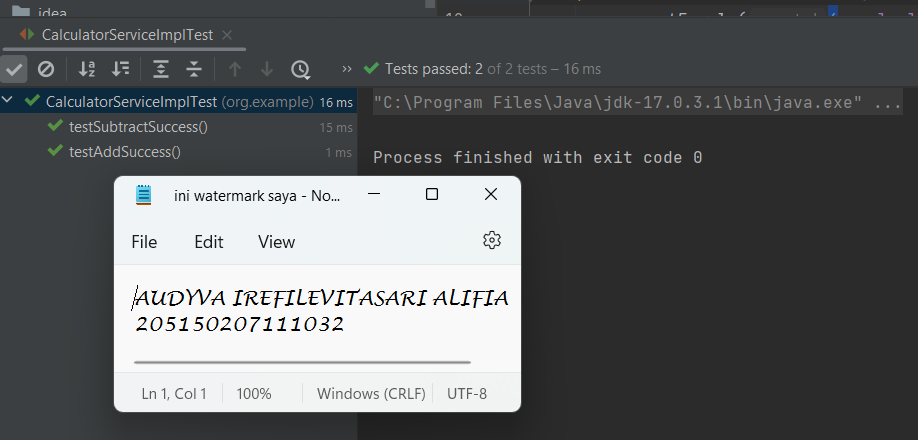 idea
CalculatorServiceImplTest
Tests passed: 2 of 2 tests – 16 ms
CalculatorServiceImplTest (org.example) 16 ms
testSubtractSuccess() 15 ms
testAddSuccess() 1 ms
"C:\Program Files\Java\jdk-17.0.3.1\bin\java.exe" ...
Process finished with exit code 0
ini watermark saya - No...
File Edit View
AUDYVA IREFILEVITASARI ALIFIA
205150207111032
Ln 1, Col 1 100% Windows (CRLF) UTF-8